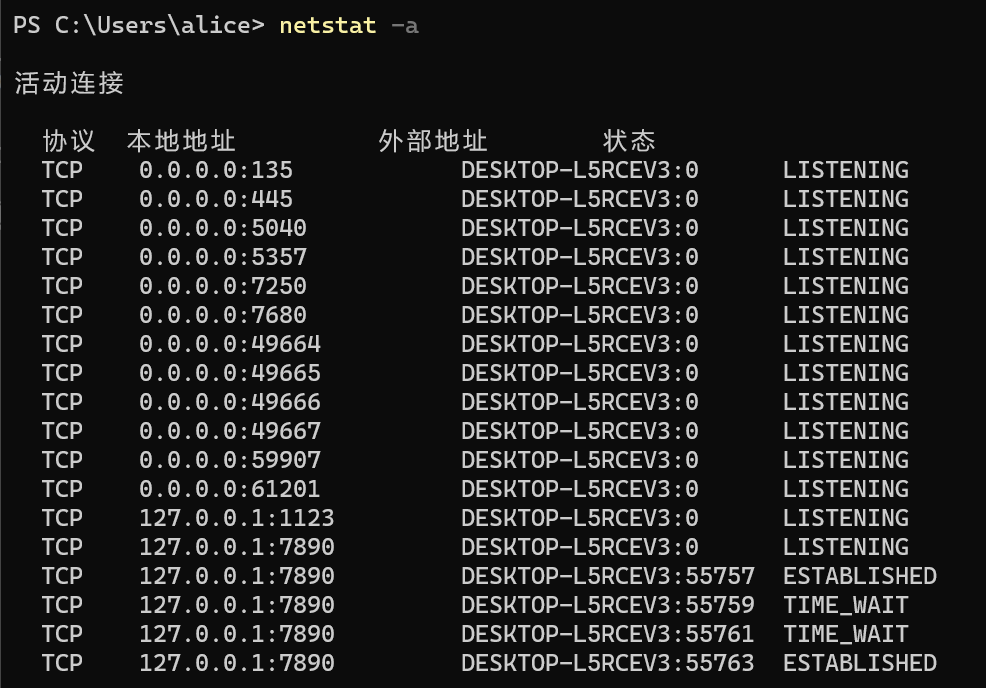 PS C:\Users\alice> netstat -a
活动连接
协议 本地地址 外部地址 状态
TCP 0.0.0.0:135 DESKTOP-L5RCEV3:0 LISTENING
TCP 0.0.0.0:445 DESKTOP-L5RCEV3:0 LISTENING
TCP 0.0.0.0:5040 DESKTOP-L5RCEV3:0 LISTENING
TCP 0.0.0.0:5357 DESKTOP-L5RCEV3:0 LISTENING
TCP 0.0.0.0:7250 DESKTOP-L5RCEV3:0 LISTENING
TCP 0.0.0.0:7680 DESKTOP-L5RCEV3:0 LISTENING
TCP 0.0.0.0:49664 DESKTOP-L5RCEV3:0 LISTENING
TCP 0.0.0.0:49665 DESKTOP-L5RCEV3:0 LISTENING
TCP 0.0.0.0:49666 DESKTOP-L5RCEV3:0 LISTENING
TCP 0.0.0.0:49667 DESKTOP-L5RCEV3:0 LISTENING
TCP 0.0.0.0:59907 DESKTOP-L5RCEV3:0 LISTENING
TCP 0.0.0.0:61201 DESKTOP-L5RCEV3:0 LISTENING
TCP 127.0.0.1:1123 DESKTOP-L5RCEV3:0 LISTENING
TCP 127.0.0.1:7890 DESKTOP-L5RCEV3:0 LISTENING
TCP 127.0.0.1:7890 DESKTOP-L5RCEV3:55757 ESTABLISHED
TCP 127.0.0.1:7890 DESKTOP-L5RCEV3:55759 TIME_WAIT
TCP 127.0.0.1:7890 DESKTOP-L5RCEV3:55761 TIME_WAIT
TCP 127.0.0.1:7890 DESKTOP-L5RCEV3:55763 ESTABLISHED